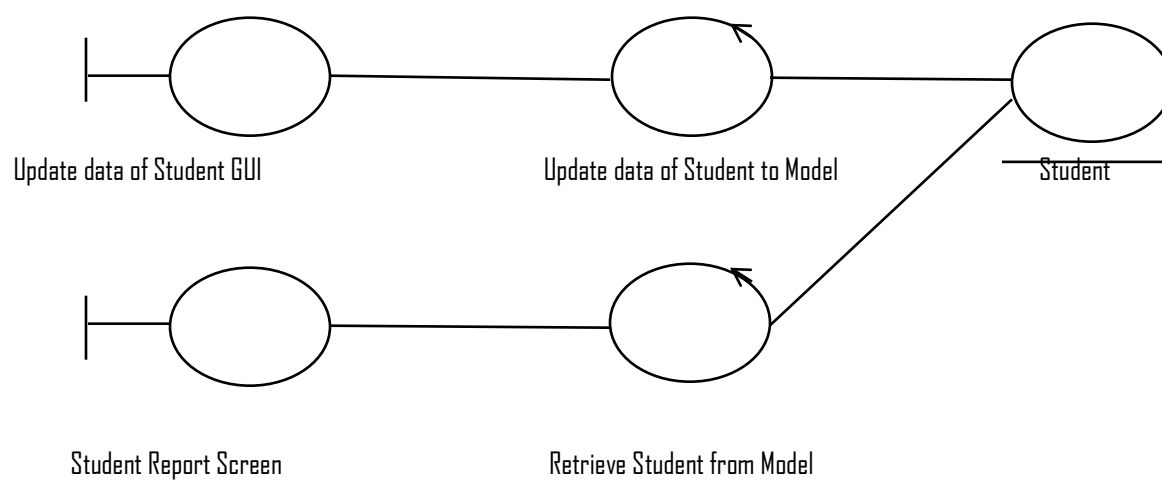 Update data of Student GUI
Update data of Student to Model
Student
Student Report Screen
Retrieve Student from Model